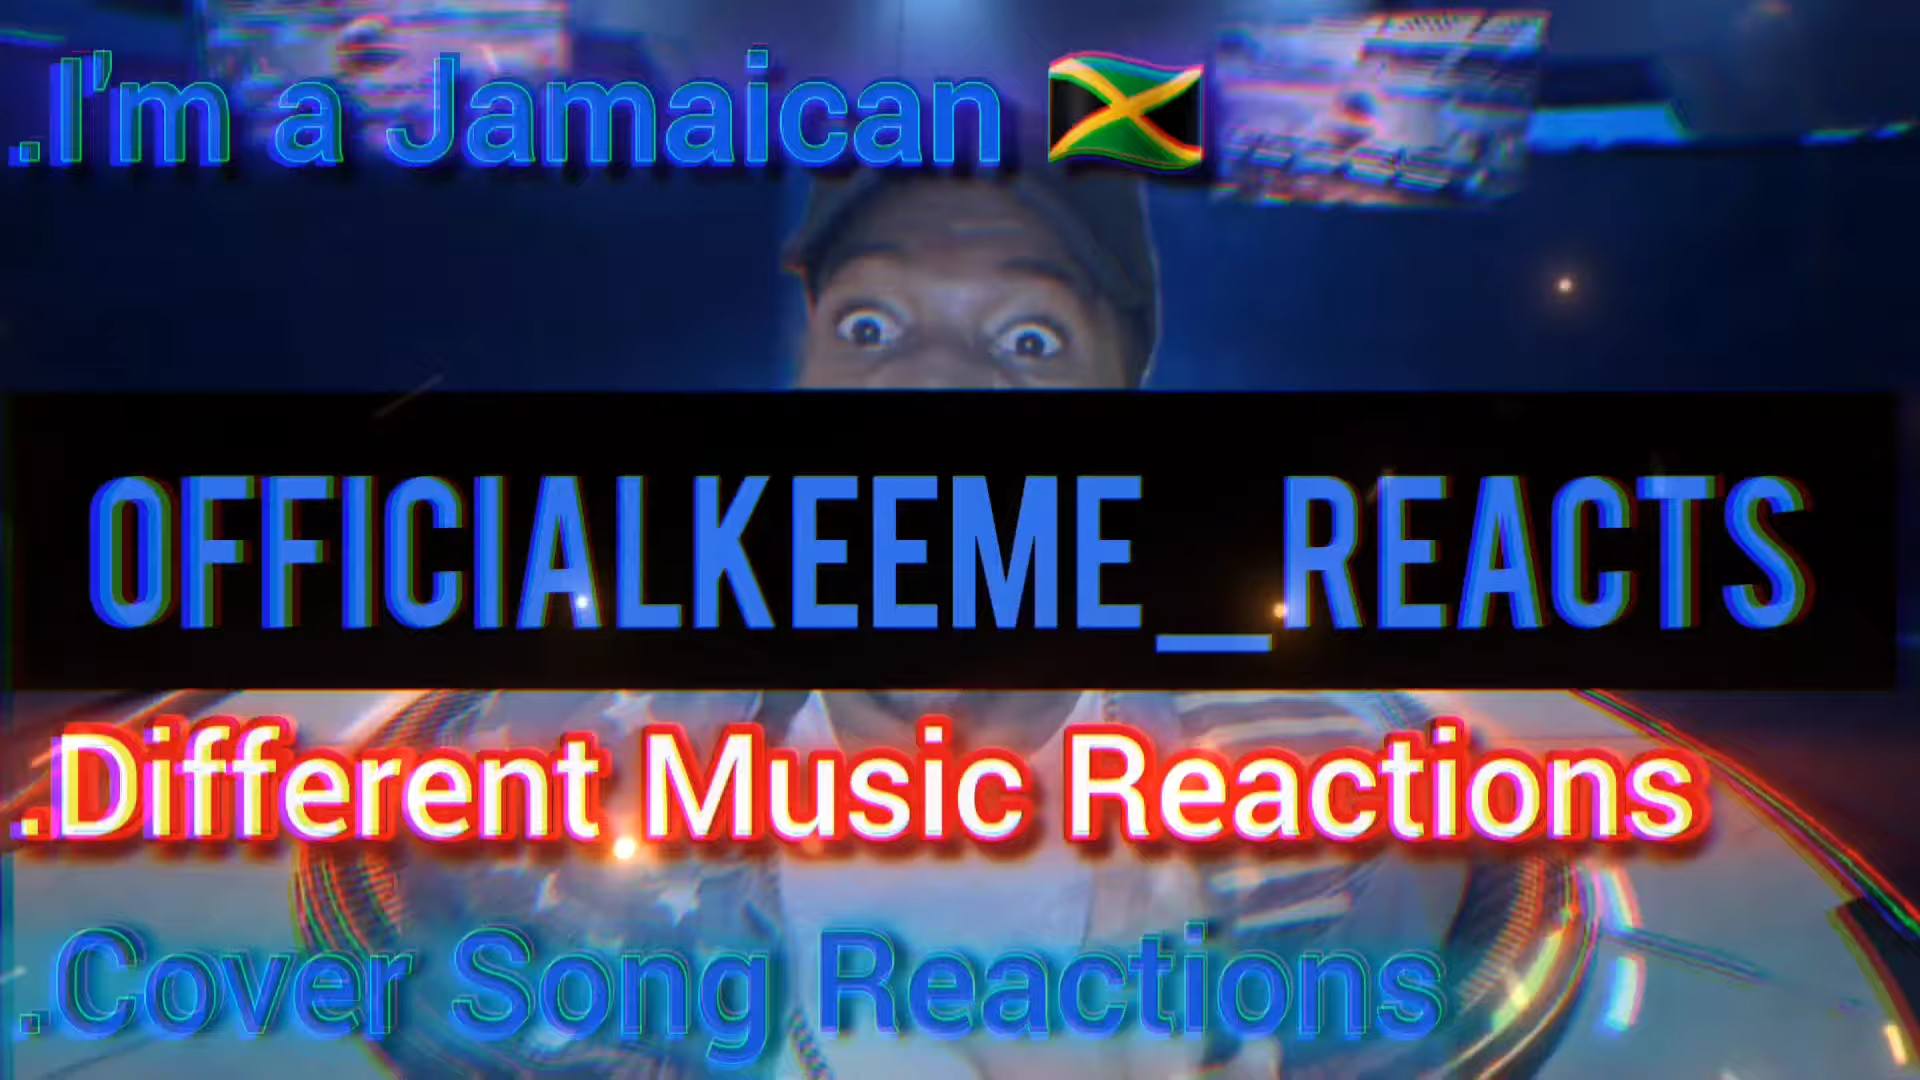 .I'm a Jamaican 🇯🇲
OFFICIALKEEME_REACTS
.Different Music Reactions
.Cover Song Reactions